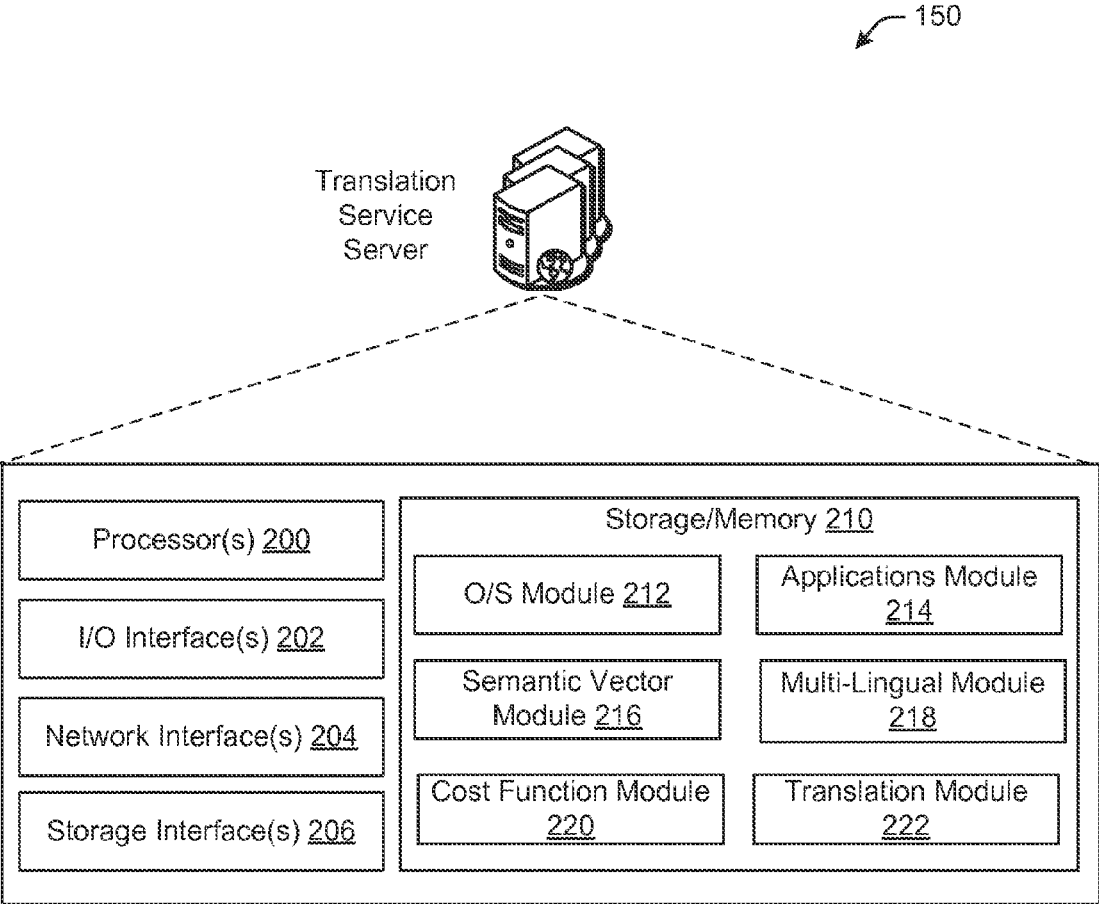 150
Translation
Service
Server
Processor(s) 200
I/O Interface(s) 202
Network Interface(s) 204
Storage Interface(s) 206
Storage/Memory 210
O/S Module 212
Applications Module
214
Semantic Vector
Module 216
Multi-Lingual Module
218
Cost Function Module
220
Translation Module
222